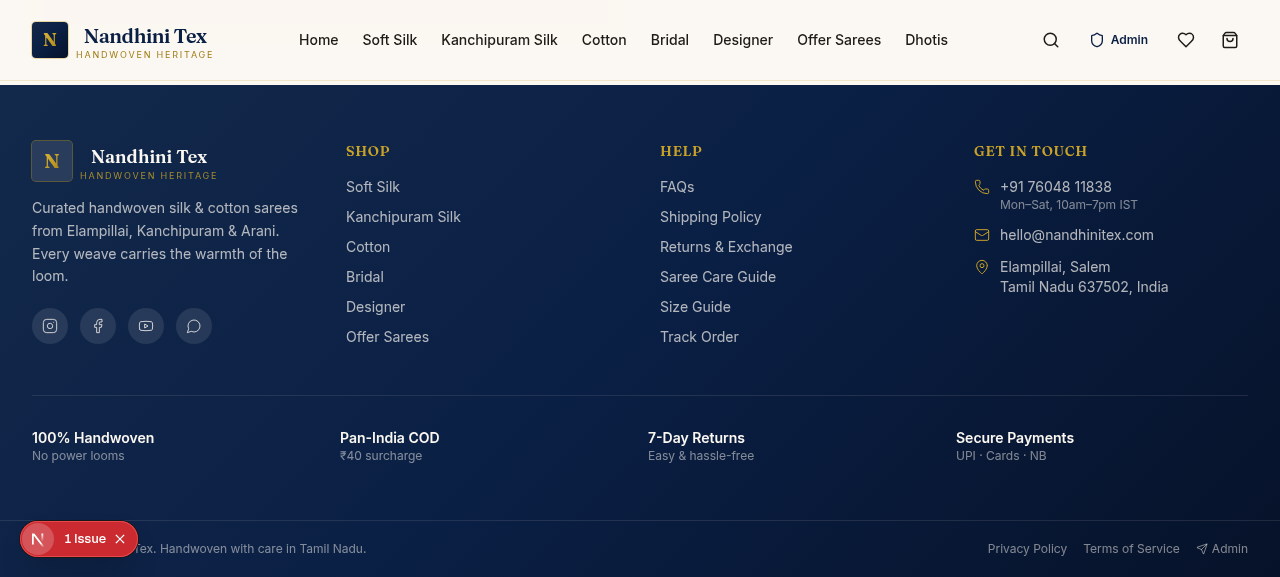 N
Nandhini Tex
HANDWOVEN HERITAGE
Home
Soft Silk
Kanchipuram Silk
Cotton
Bridal
Designer
Offer Sarees
Dhotis
Admin
N
Nandhini Tex
HANDWOVEN HERITAGE
Curated handwoven silk & cotton sarees
from Elampillai, Kanchipuram & Arani.
Every weave carries the warmth of the
loom.
SHOP
Soft Silk
Kanchipuram Silk
Cotton
Bridal
Designer
Offer Sarees
HELP
FAQs
Shipping Policy
Returns & Exchange
Saree Care Guide
Size Guide
Track Order
GET IN TOUCH
+91 76048 11838
Mon–Sat, 10am–7pm IST
hello@nandhinitex.com
Elampillai, Salem
Tamil Nadu 637502, India
100% Handwoven
No power looms
Pan-India COD
₹40 surcharge
7-Day Returns
Easy & hassle-free
Secure Payments
UPI · Cards · NB
N
1 Issue
Tex. Handwoven with care in Tamil Nadu.
Privacy Policy
Terms of Service
Admin